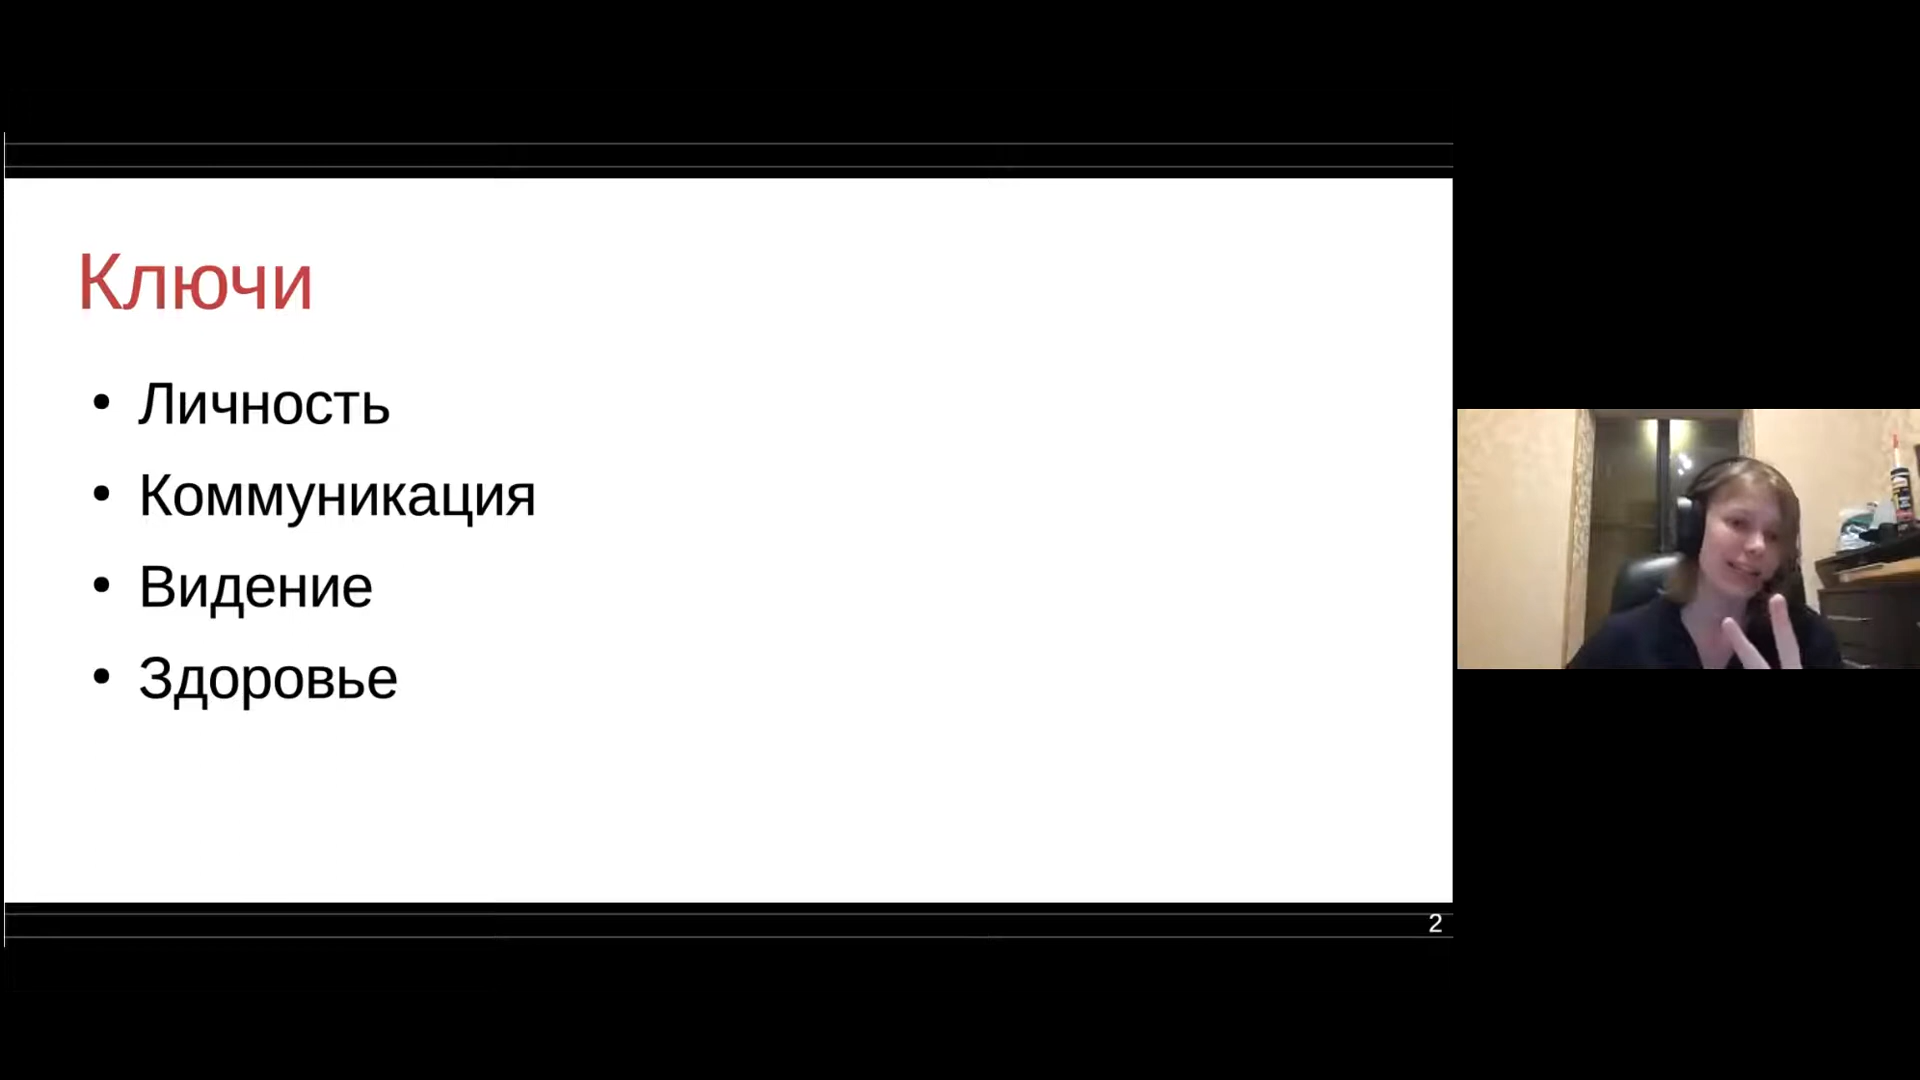 Ключи
• Личность
• Коммуникация
• Видение
• Здоровье
2